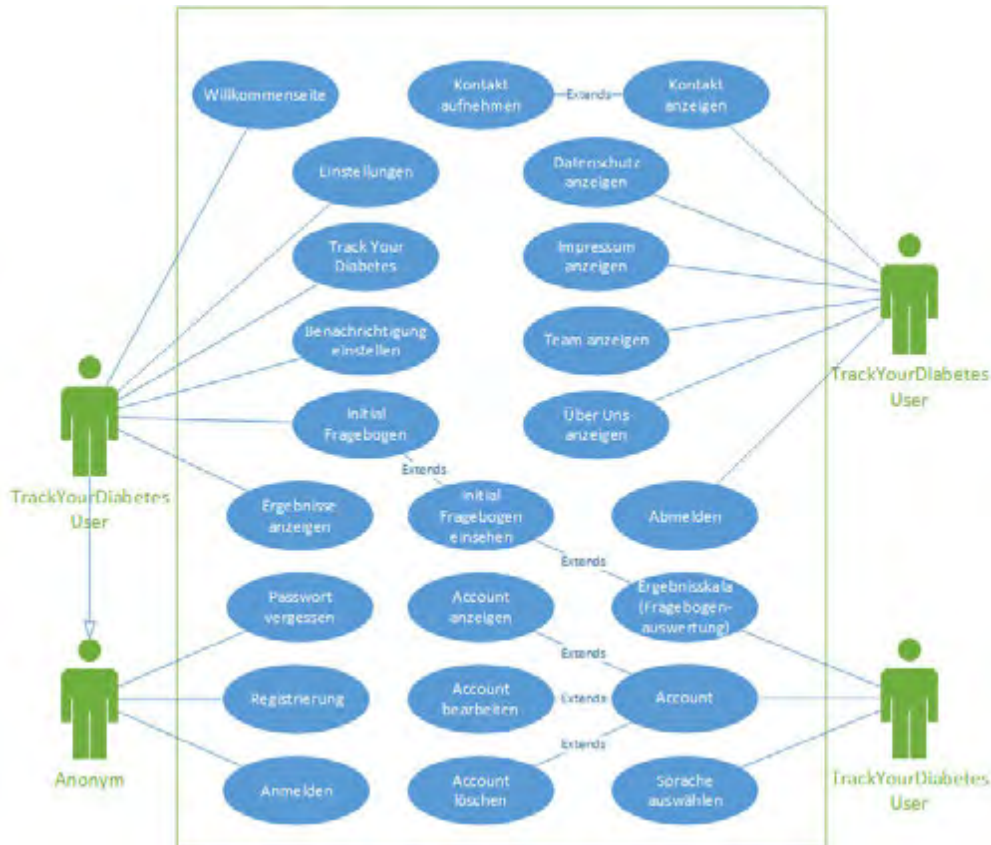 Willkommenseite
Kontakt
aufnehmen
Extends
Kontakt
anzeigen
Einstellungen
Datenschutz
anzeigen
Track Your
Diabetes
Impressum
anzeigen
Benachrichtigung
einstellen
Team anzeigen
TrackYourDiabetes
User
Initial
Fragebogen
Über Uns
anzeigen
Extends
TrackYourDiabetes
User
Ergebnisse
anzeigen
Initial
Fragebogen
einsehen
Abmelden
Extends
Passwort
vergessen
Account
anzeigen
Ergebnisskala
(Fragebogen-
auswertung)
Extends
Registrierung
Account
bearbeiten
Extends
Account
Extends
Anonym
Anmelden
Account
löschen
Sprache
auswählen
TrackYourDiabetes
User